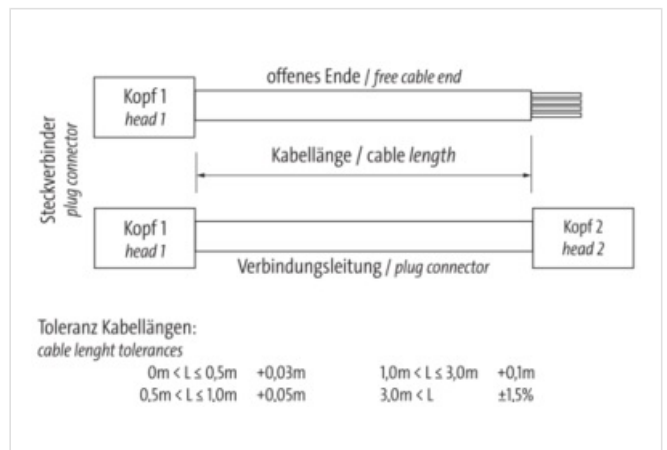 offenes Ende / free cable end
Kopf 1
head 1
Steckverbinder
plug connector
Kabellänge / cable length
Kopf 1
head 1
Kopf 2
head 2
Verbindungsleitung / plug connector
Toleranz Kabellängen:
cable lenght tolerances
0m < L ≤ 0,5m +0,03m 1,0m < L ≤ 3,0m +0,1m
0,5m < L ≤ 1,0m +0,05m 3,0m < L ±1,5%